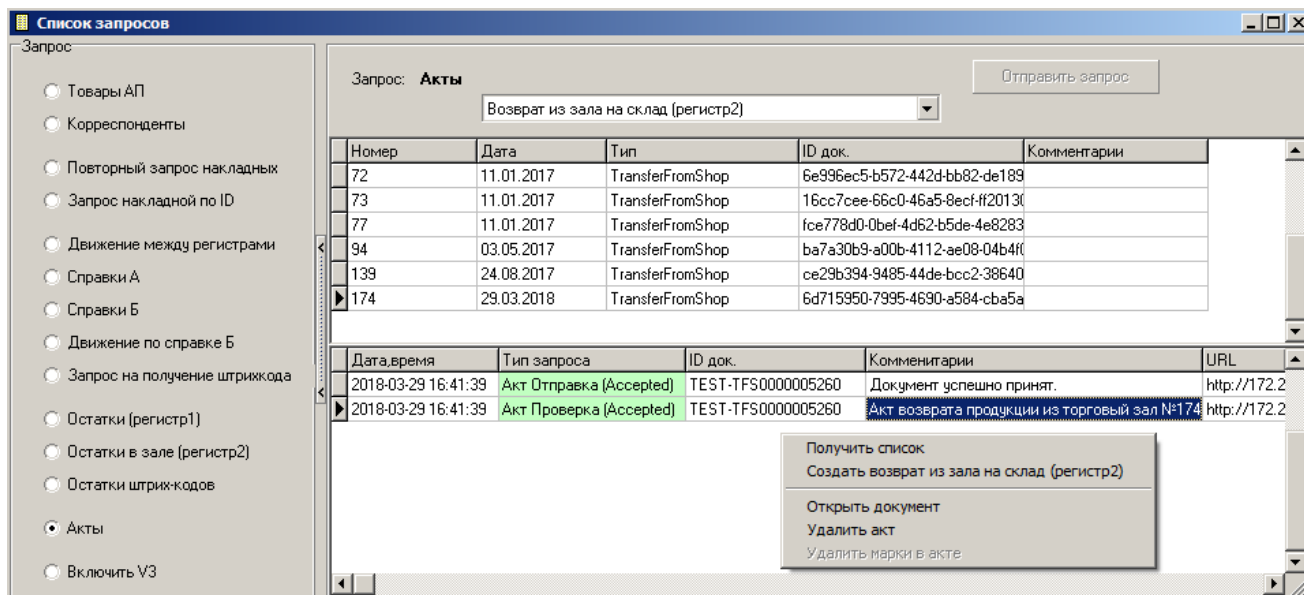 Список запросов
Запрос
Товары АП
Корреспонденты
Повторный запрос накладных
Запрос накладной по ID
Движение между регистрами
Справки А
Справки Б
Движение по справке Б
Запрос на получение штрихкода
Остатки (регистр1)
Остатки в зале (регистр2)
Остатки штрих-кодов
Акты
Включить V3
Запрос: Акты
Отправить запрос
Возврат из зала на склад (регистр2)
Номер Дата Тип ID док. Комментарии
72 11.01.2017 TransferFromShop 6e996ec5-b572-442d-bb82-de189
73 11.01.2017 TransferFromShop 16cc7cee-66c0-46a5-8ecf-ff2013
77 11.01.2017 TransferFromShop fce778d0-0bef-4d62-b5de-4e8283
94 03.05.2017 TransferFromShop ba7a30b9-a00b-4112-ae08-04b4f
139 24.08.2017 TransferFromShop ce29b394-9485-44de-bcc2-38640
174 29.03.2018 TransferFromShop 6d715950-7995-4690-a584-cba5a
Дата,время Тип запроса ID док. Комменитарии URL
2018-03-29 16:41:39 Акт Отправка (Accepted) TEST-TFS0000005260 Документ успешно принят. http://172.2
2018-03-29 16:41:39 Акт Проверка (Accepted) TEST-TFS0000005260 Акт возврата продукции из торговый зал №174 http://172.2
Получить список
Создать возврат из зала на склад (регистр2)
Открыть документ
Удалить акт
Удалить марки в акте